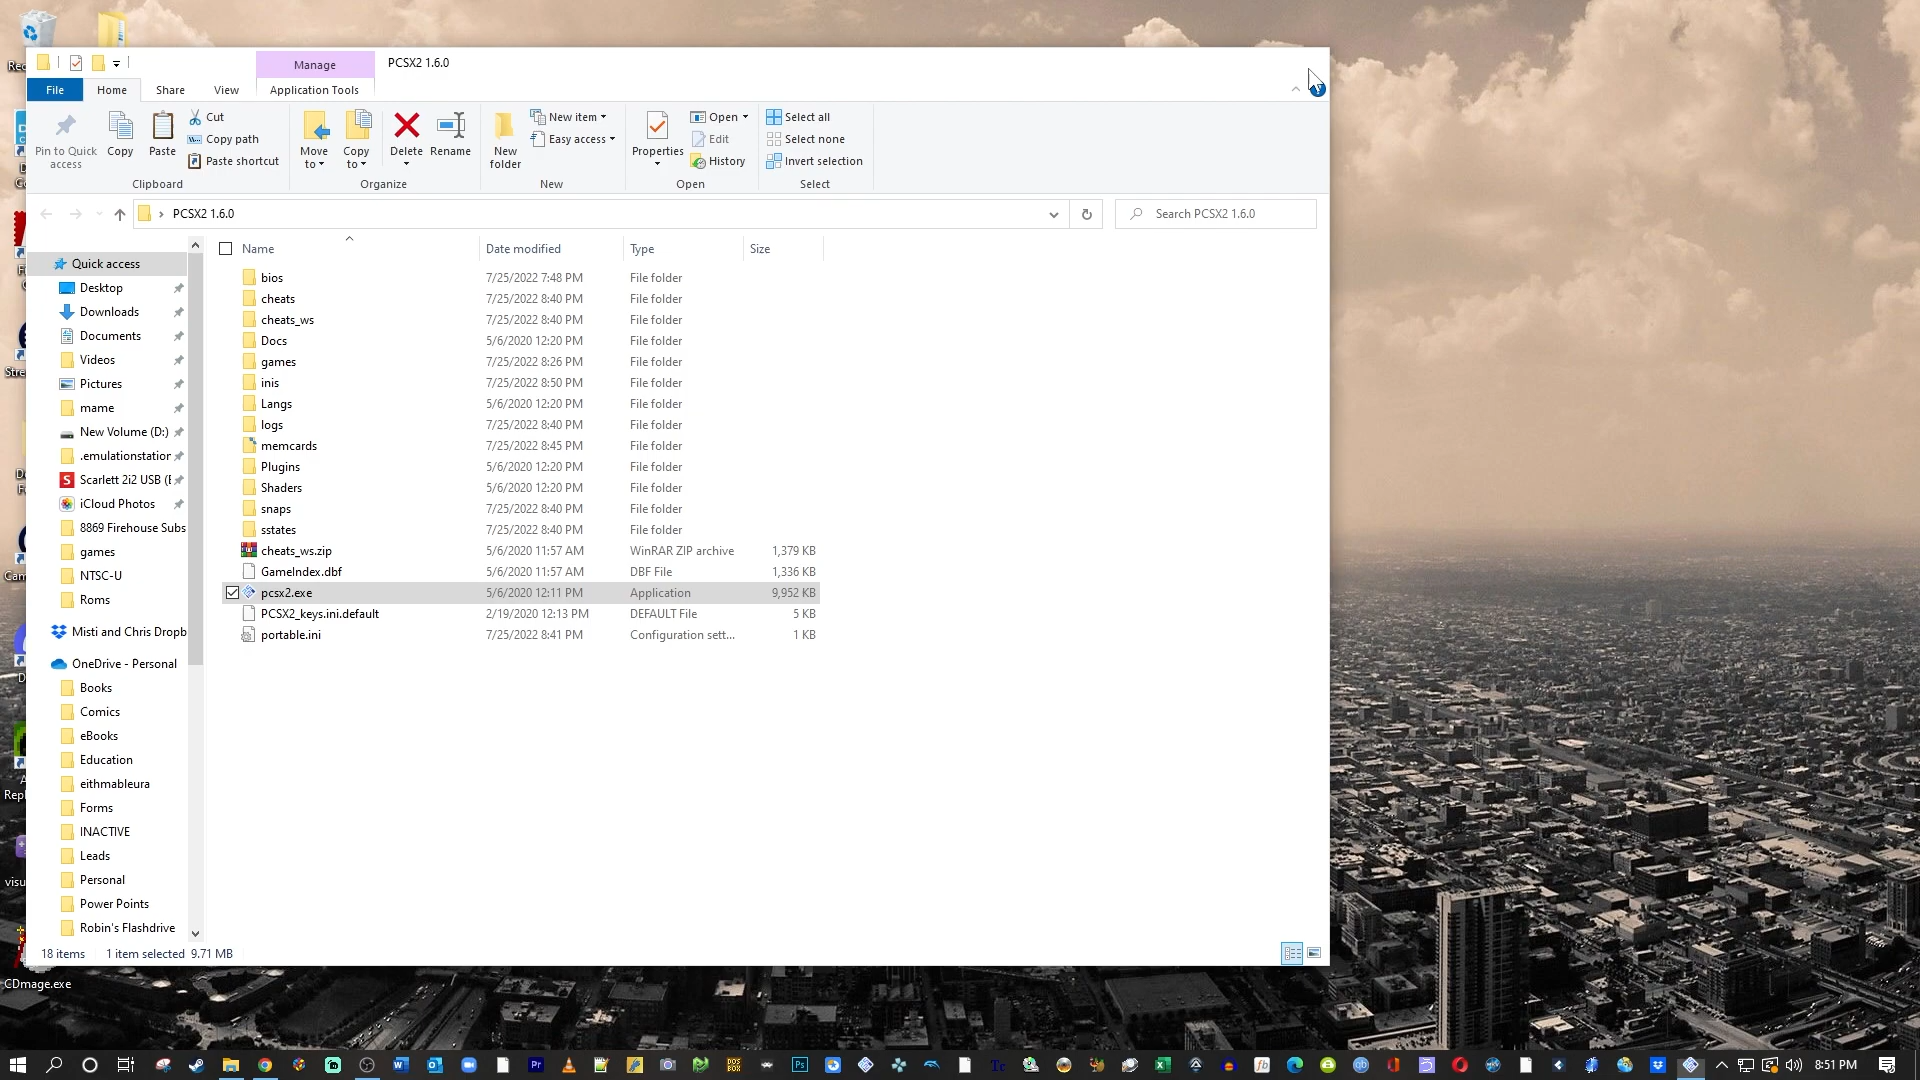 Manage
PCSX2 1.6.0
File
Home
Share
View
Application Tools
Pin to Quick access
Copy
Paste
Cut
Copy path
Paste shortcut
Clipboard
Move to
Copy to
Delete
Rename
Organize
New folder
New item
Easy access
New
Properties
Open
Edit
History
Open
Select all
Select none
Invert selection
Select
PCSX2 1.6.0
Search PCSX2 1.6.0
Name Date modified Type Size
bios 7/25/2022 7:48 PM File folder
cheats 7/25/2022 8:40 PM File folder
cheats_ws 7/25/2022 8:40 PM File folder
Docs 5/6/2020 12:20 PM File folder
games 7/25/2022 8:26 PM File folder
inis 7/25/2022 8:50 PM File folder
Langs 5/6/2020 12:20 PM File folder
logs 7/25/2022 8:40 PM File folder
memcards 7/25/2022 8:45 PM File folder
Plugins 5/6/2020 12:20 PM File folder
Shaders 5/6/2020 12:20 PM File folder
snaps 7/25/2022 8:40 PM File folder
sstates 7/25/2022 8:40 PM File folder
cheats_ws.zip 5/6/2020 11:57 AM WinRAR ZIP archive 1,379 KB
GameIndex.dbf 5/6/2020 11:57 AM DBF File 1,336 KB
pcsx2.exe 5/6/2020 12:11 PM Application 9,952 KB
PCSX2_keys.ini.default 2/19/2020 12:13 PM DEFAULT File 5 KB
portable.ini 7/25/2022 8:41 PM Configuration sett... 1 KB
Quick access
Desktop
Downloads
Documents
Videos
Pictures
mame
New Volume (D:)
.emulationstation
Scarlett 2i2 USB (E
iCloud Photos
8869 Firehouse Subs
games
NTSC-U
Roms
Misti and Chris Dropb
OneDrive - Personal
Books
Comics
eBooks
Education
eithmableura
Forms
INACTIVE
Leads
Personal
Power Points
Robin's Flashdrive
18 items 1 item selected 9.71 MB
CDmage.exe
8:51 PM